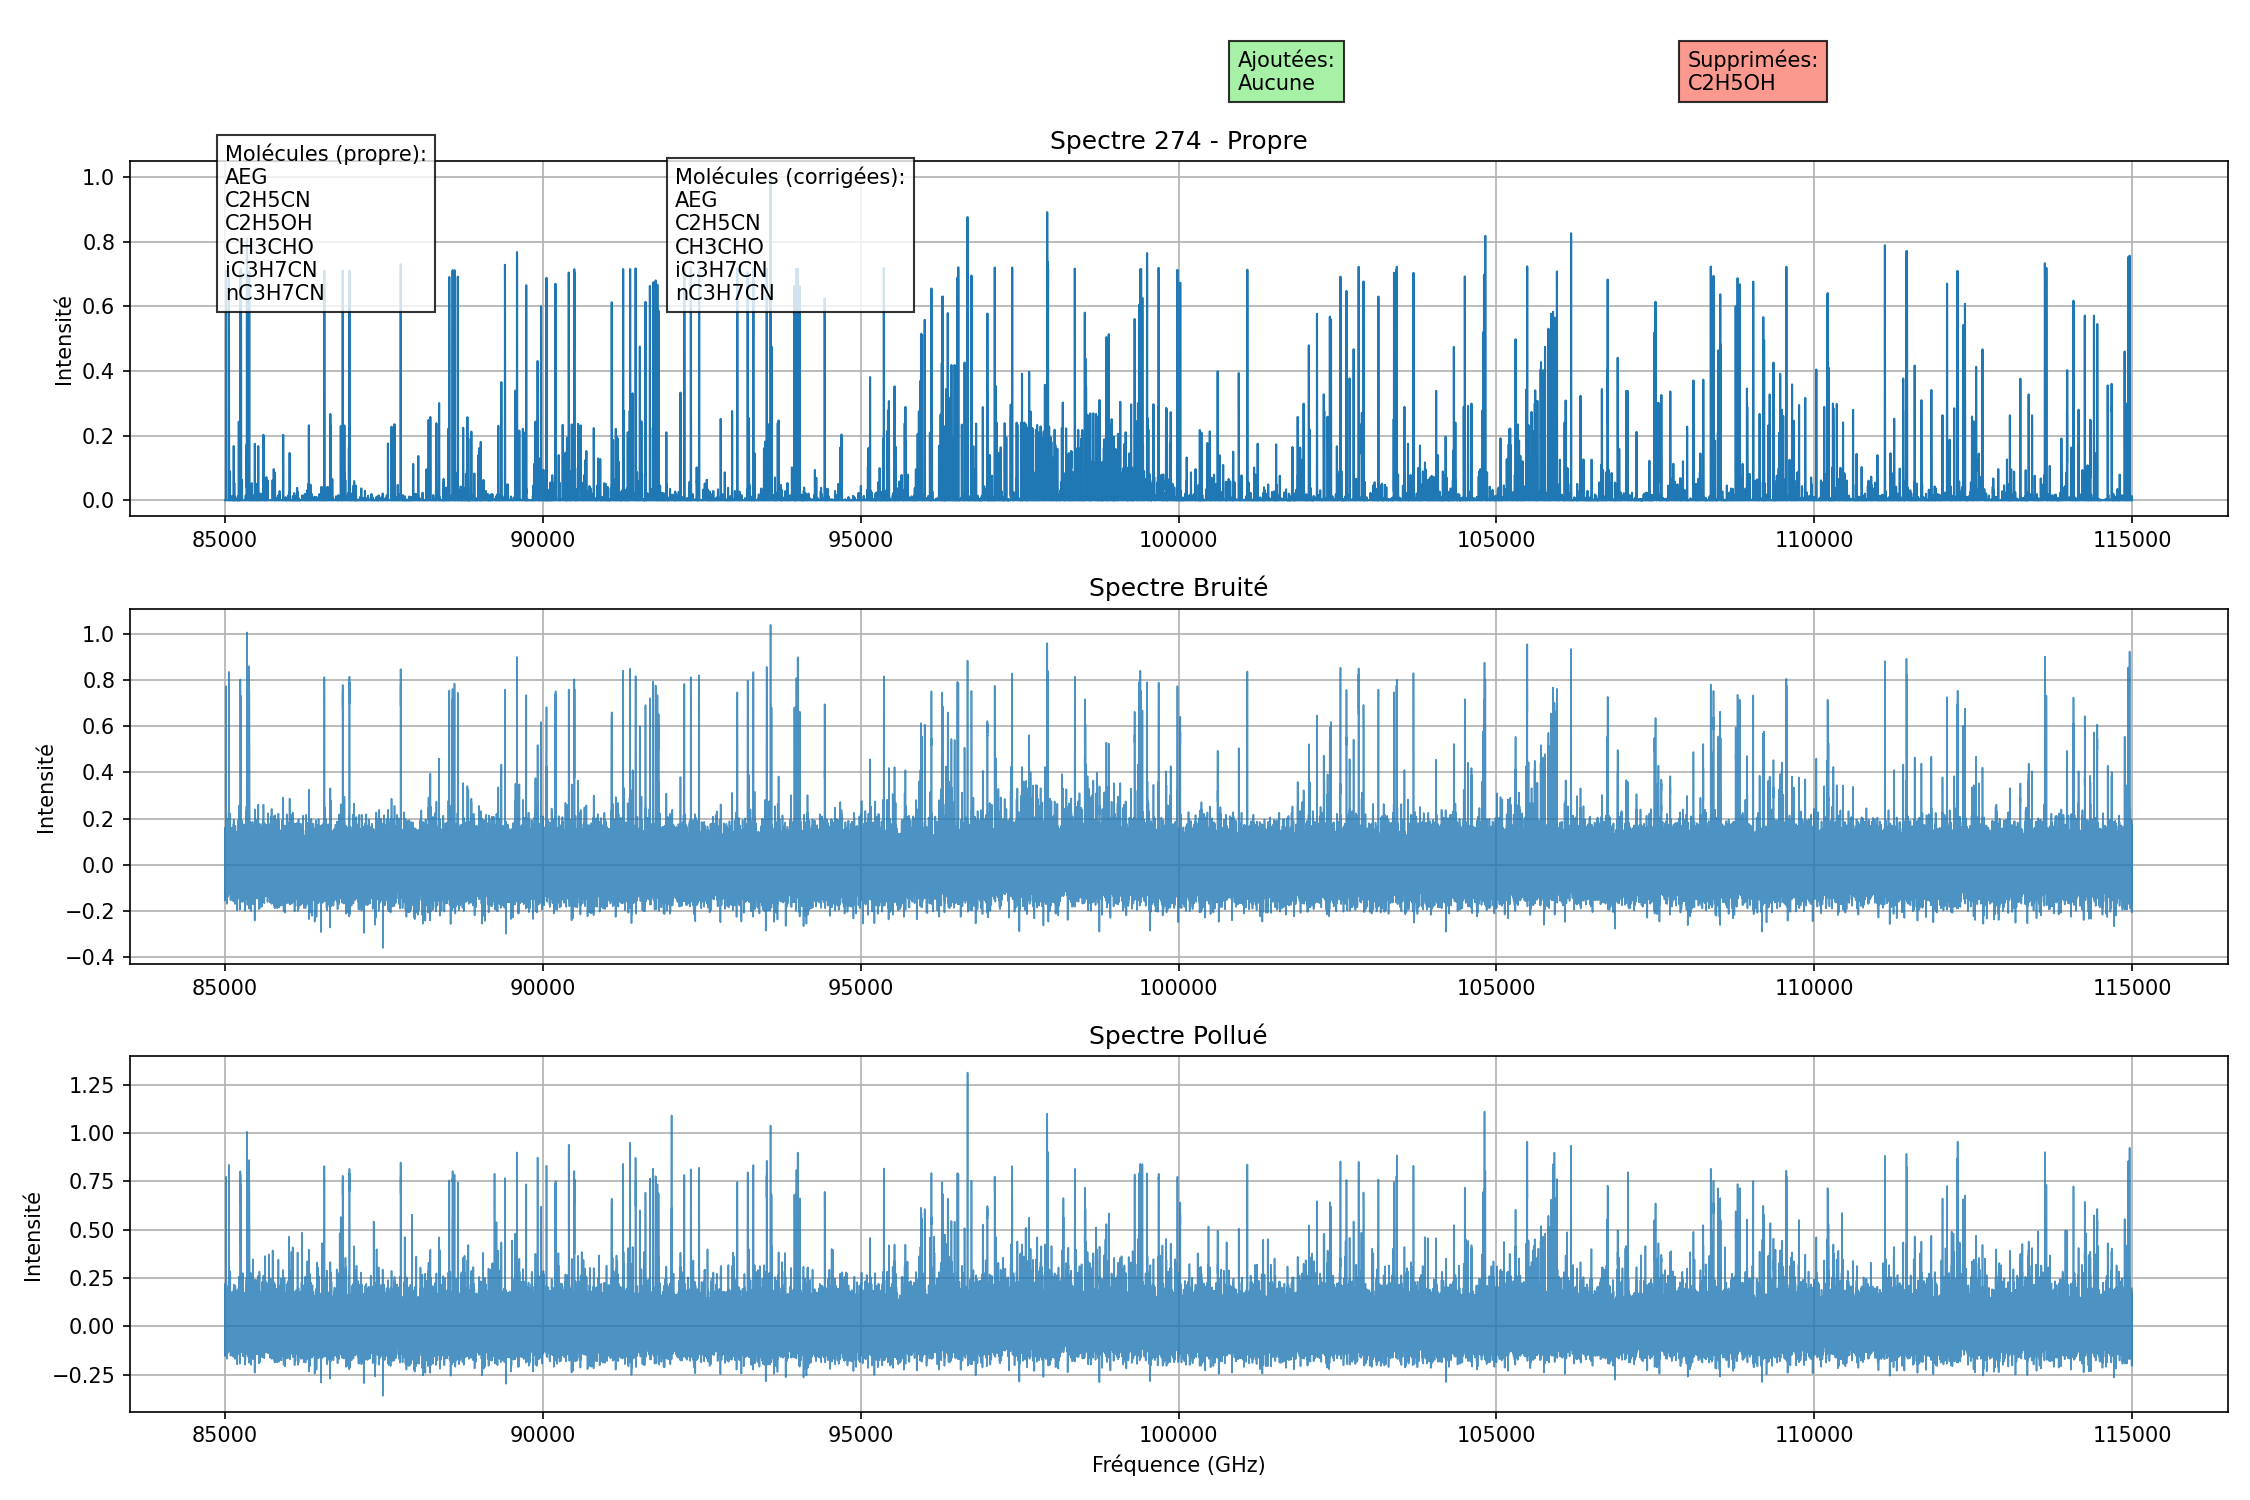 Ajoutées:
Aucune
Supprimées:
C2H5OH
Spectre 274 - Propre
Molécules (propre):
AEG
C2H5CN
C2H5OH
CH3CHO
iC3H7CN
nC3H7CN
Molécules (corrigées):
AEG
C2H5CN
CH3CHO
iC3H7CN
nC3H7CN
Intensité
1.0
0.8
0.6
0.4
0.2
0.0
85000 90000 95000 100000 105000 110000 115000
Spectre Bruité
Intensité
1.0
0.8
0.6
0.4
0.2
0.0
−0.2
−0.4
85000 90000 95000 100000 105000 110000 115000
Spectre Pollué
Intensité
1.25
1.00
0.75
0.50
0.25
0.00
−0.25
85000 90000 95000 100000 105000 110000 115000
Fréquence (GHz)